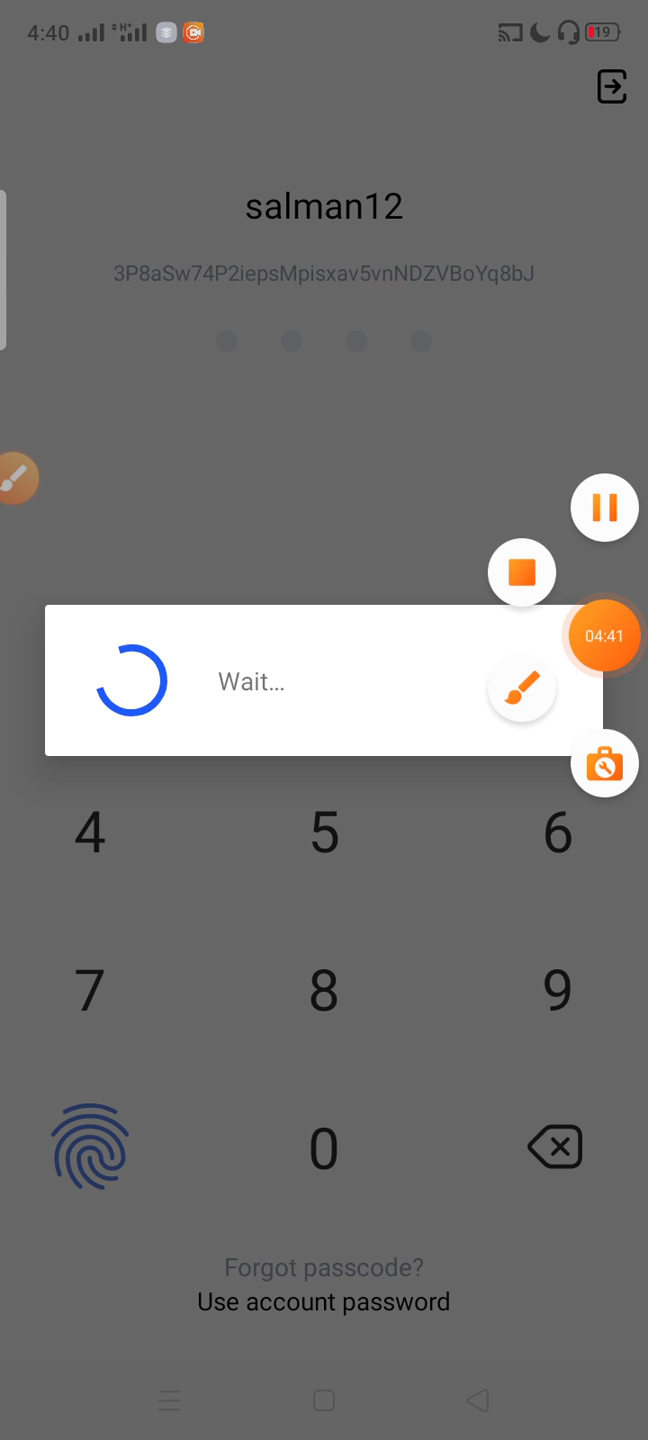 4:40 H+ 19
salman12
3P8aSw74P2iepsMpisxav5vnNDZVBoYq8bJ
04:41
Wait...
4 5 6
7 8 9
0
Forgot passcode?
Use account password